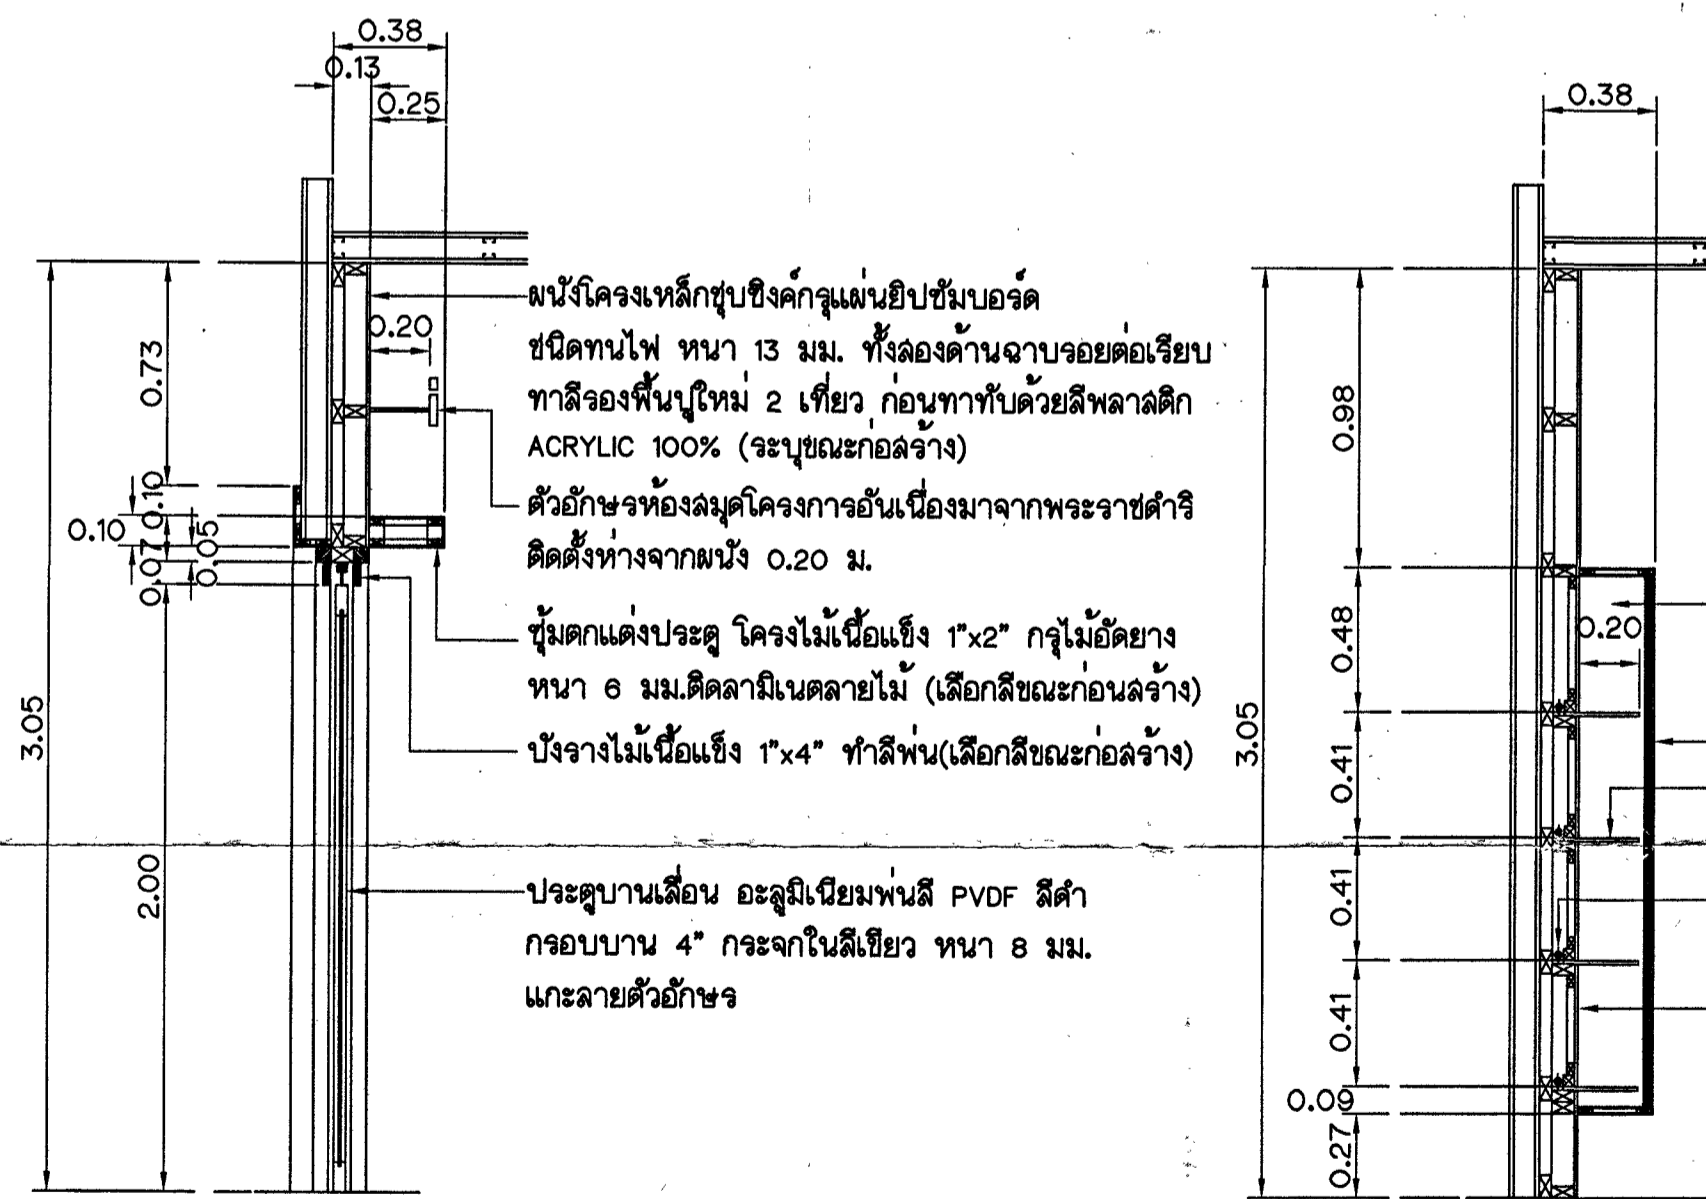 0.38
0.13
0.25
0.38
ผนังโครงเหล็กชุบซิงค์กรุแผ่นยิปซัมบอร์ด
0.20
ชนิดทนไฟ หนา 13 มม. ทั้งสองด้านฉาบรอยต่อเรียบ
ทาสีรองพื้นปูใหม่ 2 เที่ยว ก่อนทาทับด้วยสีพลาสติก
ACRYLIC 100% (ระบุขณะก่อสร้าง)
ตัวอักษรห้องสมุดโครงการอันเนื่องมาจากพระราชดำริ
ติดตั้งห่างจากผนัง 0.20 ม.
ซุ้มตกแต่งประตู โครงไม้เนื้อแข็ง 1"x2" กรุไม้อัดยาง
หนา 6 มม.ติดลามิเนตลายไม้ (เลือกสีขณะก่อนสร้าง)
บังรางไม้เนื้อแข็ง 1"x4" ทำสีพ่น(เลือกสีขณะก่อสร้าง)
ประตูบานเลื่อน อะลูมิเนียมพ่นสี PVDF สีดำ
กรอบบาน 4" กระจกในสีเขียว หนา 8 มม.
แกะลายตัวอักษร
0.73
0.10
0.10
0.07
0.05
3.05
2.00
0.98
0.48
0.20
3.05
0.41
0.41
0.41
0.09
0.27